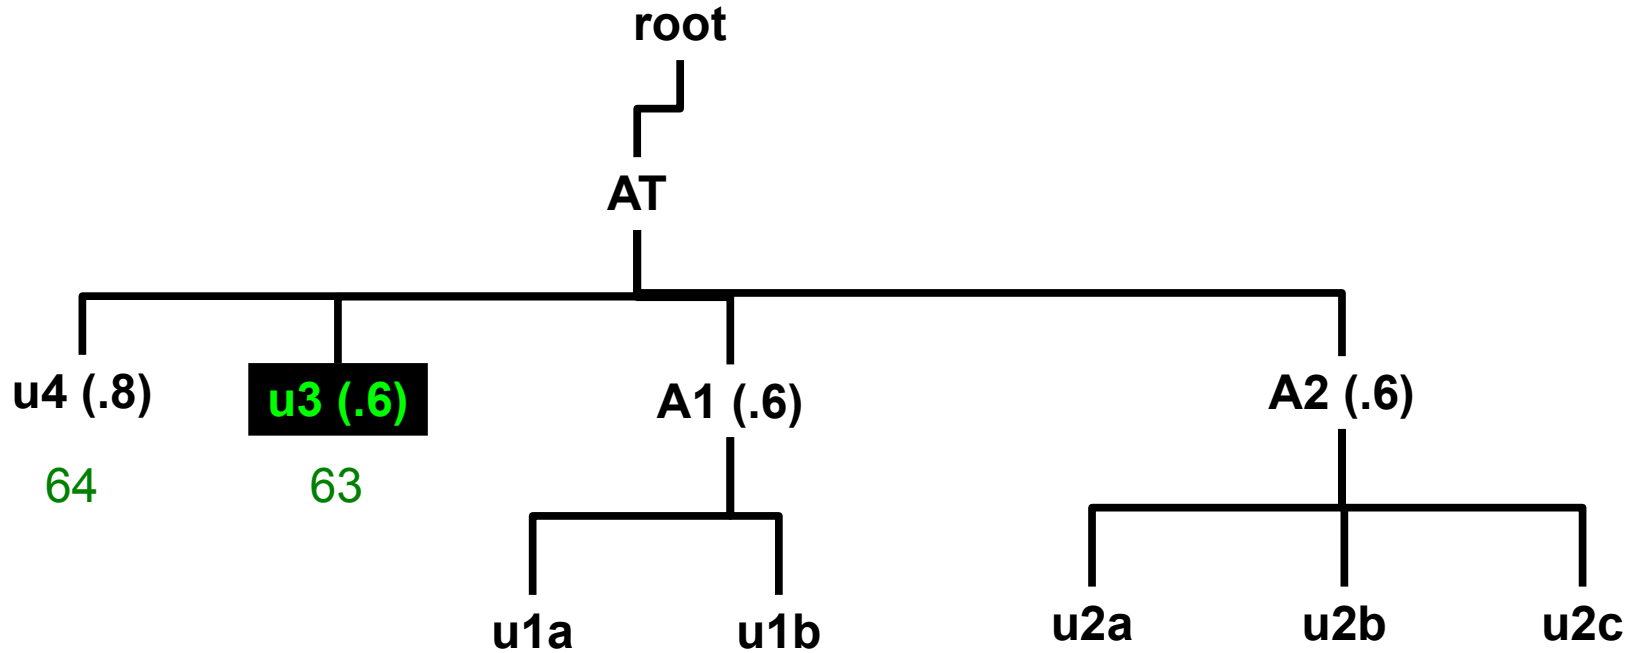 root
AT
u4 (.8)
u3 (.6)
A1 (.6)
A2 (.6)
64
63
u1a
u1b
u2a
u2b
u2c